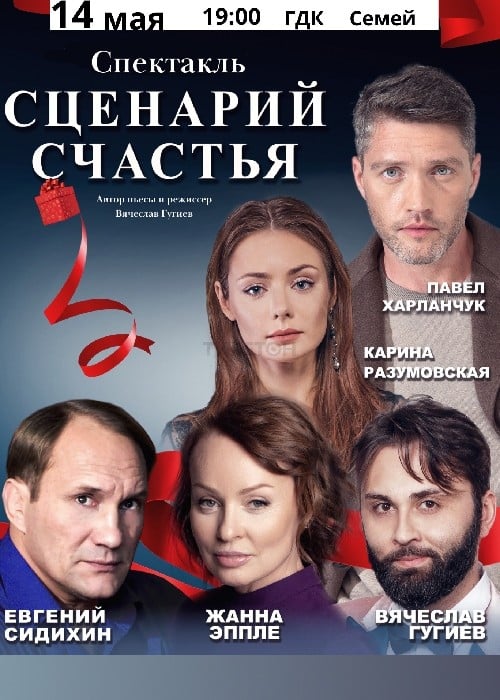 14 мая 19:00 ГДК Семей
Спектакль
СЦЕНАРИЙ
СЧАСТЬЯ
Автор пьесы и режиссер
Вячеслав Гугиев
ПАВЕЛ
ХАРЛАНЧУК
КАРИНА
РАЗУМОВСКАЯ
ЕВГЕНИЙ
СИДИХИН
ЖАННА
ЭППЛЕ
ВЯЧЕСЛАВ
ГУГИЕВ